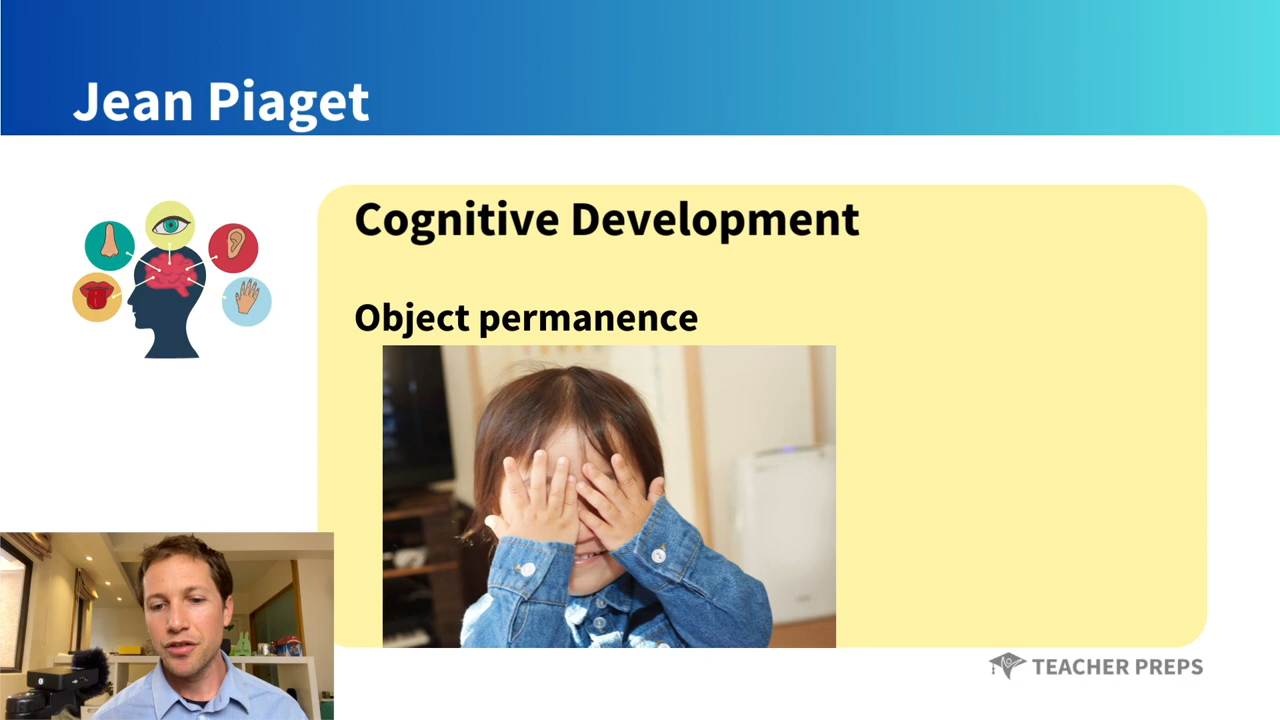 Jean Piaget
Cognitive Development
Object permanence
TEACHER PREPS